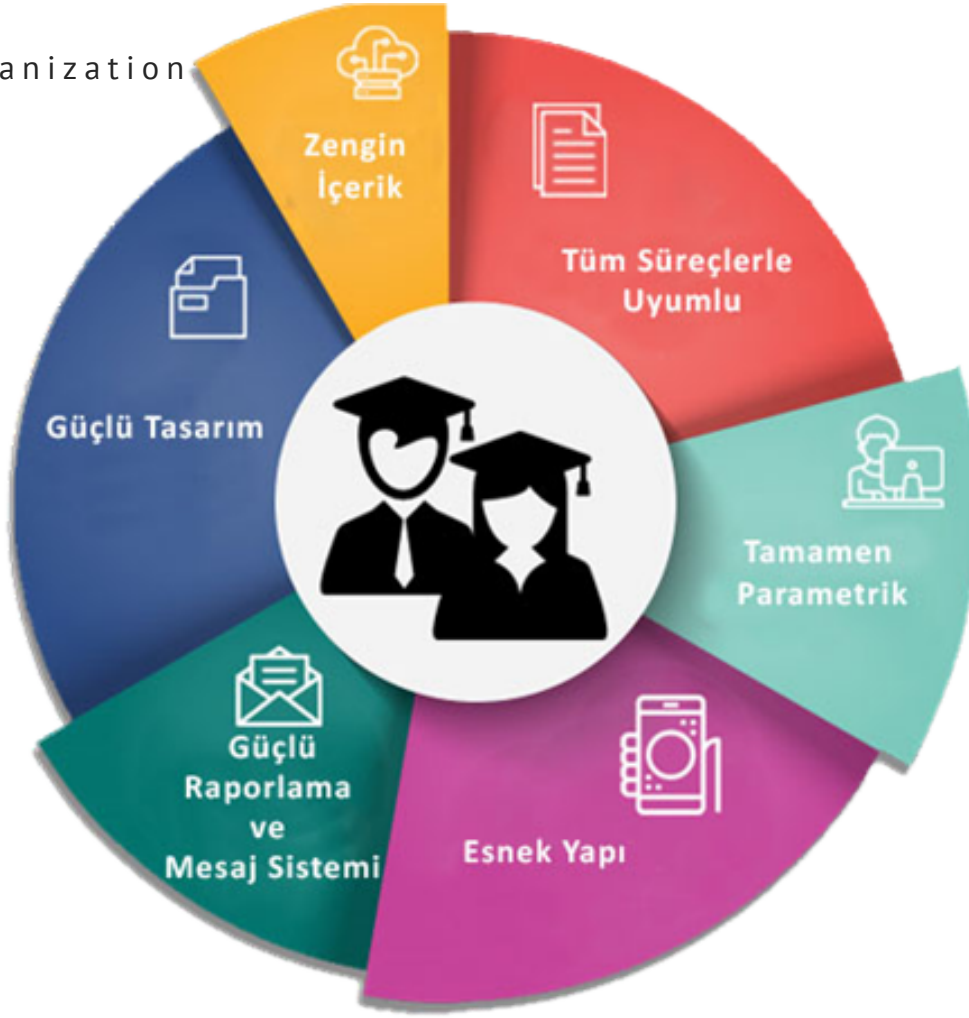 anization
Zengin
İçerik
Tüm Süreçlerle
Uyumlu
Tamamen
Parametrik
Esnek Yapı
Güçlü
Raporlama
ve
Mesaj Sistemi
Güçlü Tasarım